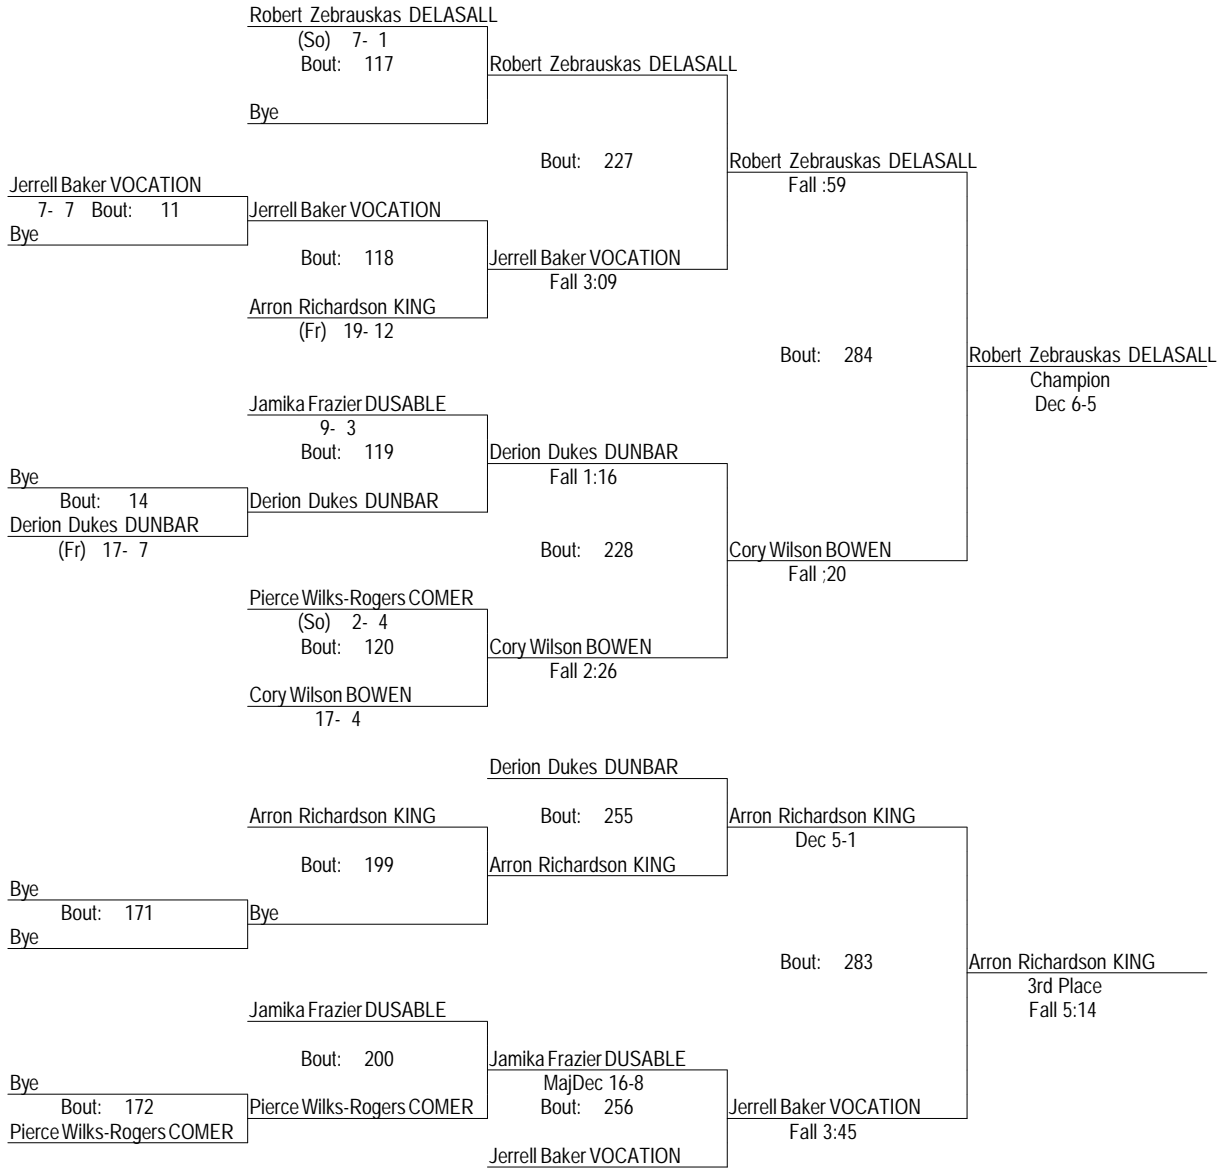 Robert Zebrauskas DELASALL
(So) 7- 1
Bout: 117
Robert Zebrauskas DELASALL
Bye
Bout: 227
Robert Zebrauskas DELASALL
Fall :59
Jerrell Baker VOCATION
7- 7 Bout: 11
Jerrell Baker VOCATION
Bye
Bout: 118
Jerrell Baker VOCATION
Fall 3:09
Arron Richardson KING
(Fr) 19- 12
Bout: 284
Robert Zebrauskas DELASALL
Champion
Dec 6-5
Jamika Frazier DUSABLE
9- 3
Bout: 119
Derion Dukes DUNBAR
Fall 1:16
Bye
Bout: 14
Derion Dukes DUNBAR
Derion Dukes DUNBAR
(Fr) 17- 7
Bout: 228
Cory Wilson BOWEN
Fall ;20
Pierce Wilks-Rogers COMER
(So) 2- 4
Bout: 120
Cory Wilson BOWEN
Fall 2:26
Cory Wilson BOWEN
17- 4
Derion Dukes DUNBAR
Arron Richardson KING
Bout: 255
Arron Richardson KING
Dec 5-1
Bout: 199
Arron Richardson KING
Bye
Bout: 171
Bye
Bye
Bout: 283
Arron Richardson KING
3rd Place
Fall 5:14
Jamika Frazier DUSABLE
Bout: 200
Jamika Frazier DUSABLE
MajDec 16-8
Bye
Bout: 172
Pierce Wilks-Rogers COMER
Bout: 256
Jerrell Baker VOCATION
Fall 3:45
Pierce Wilks-Rogers COMER
Jerrell Baker VOCATION